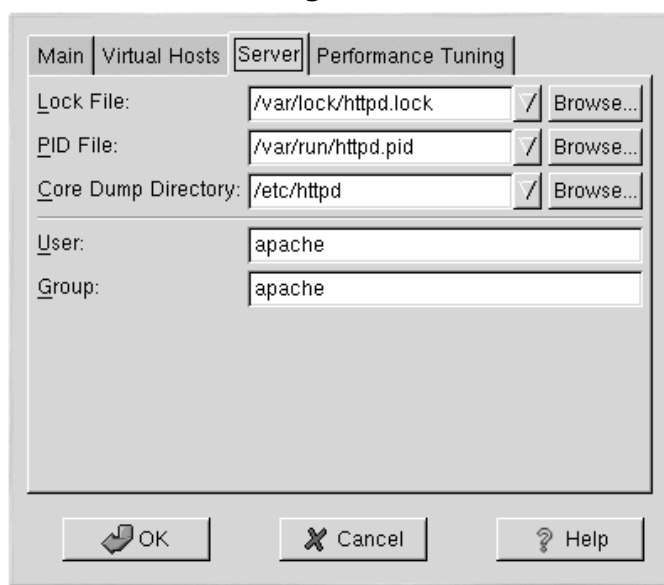 Main Virtual Hosts Server Performance Tuning
Lock File: /var/lock/httpd.lock Browse...
PID File: /var/run/httpd.pid Browse...
Core Dump Directory: /etc/httpd Browse...
User: apache
Group: apache
OK Cancel Help